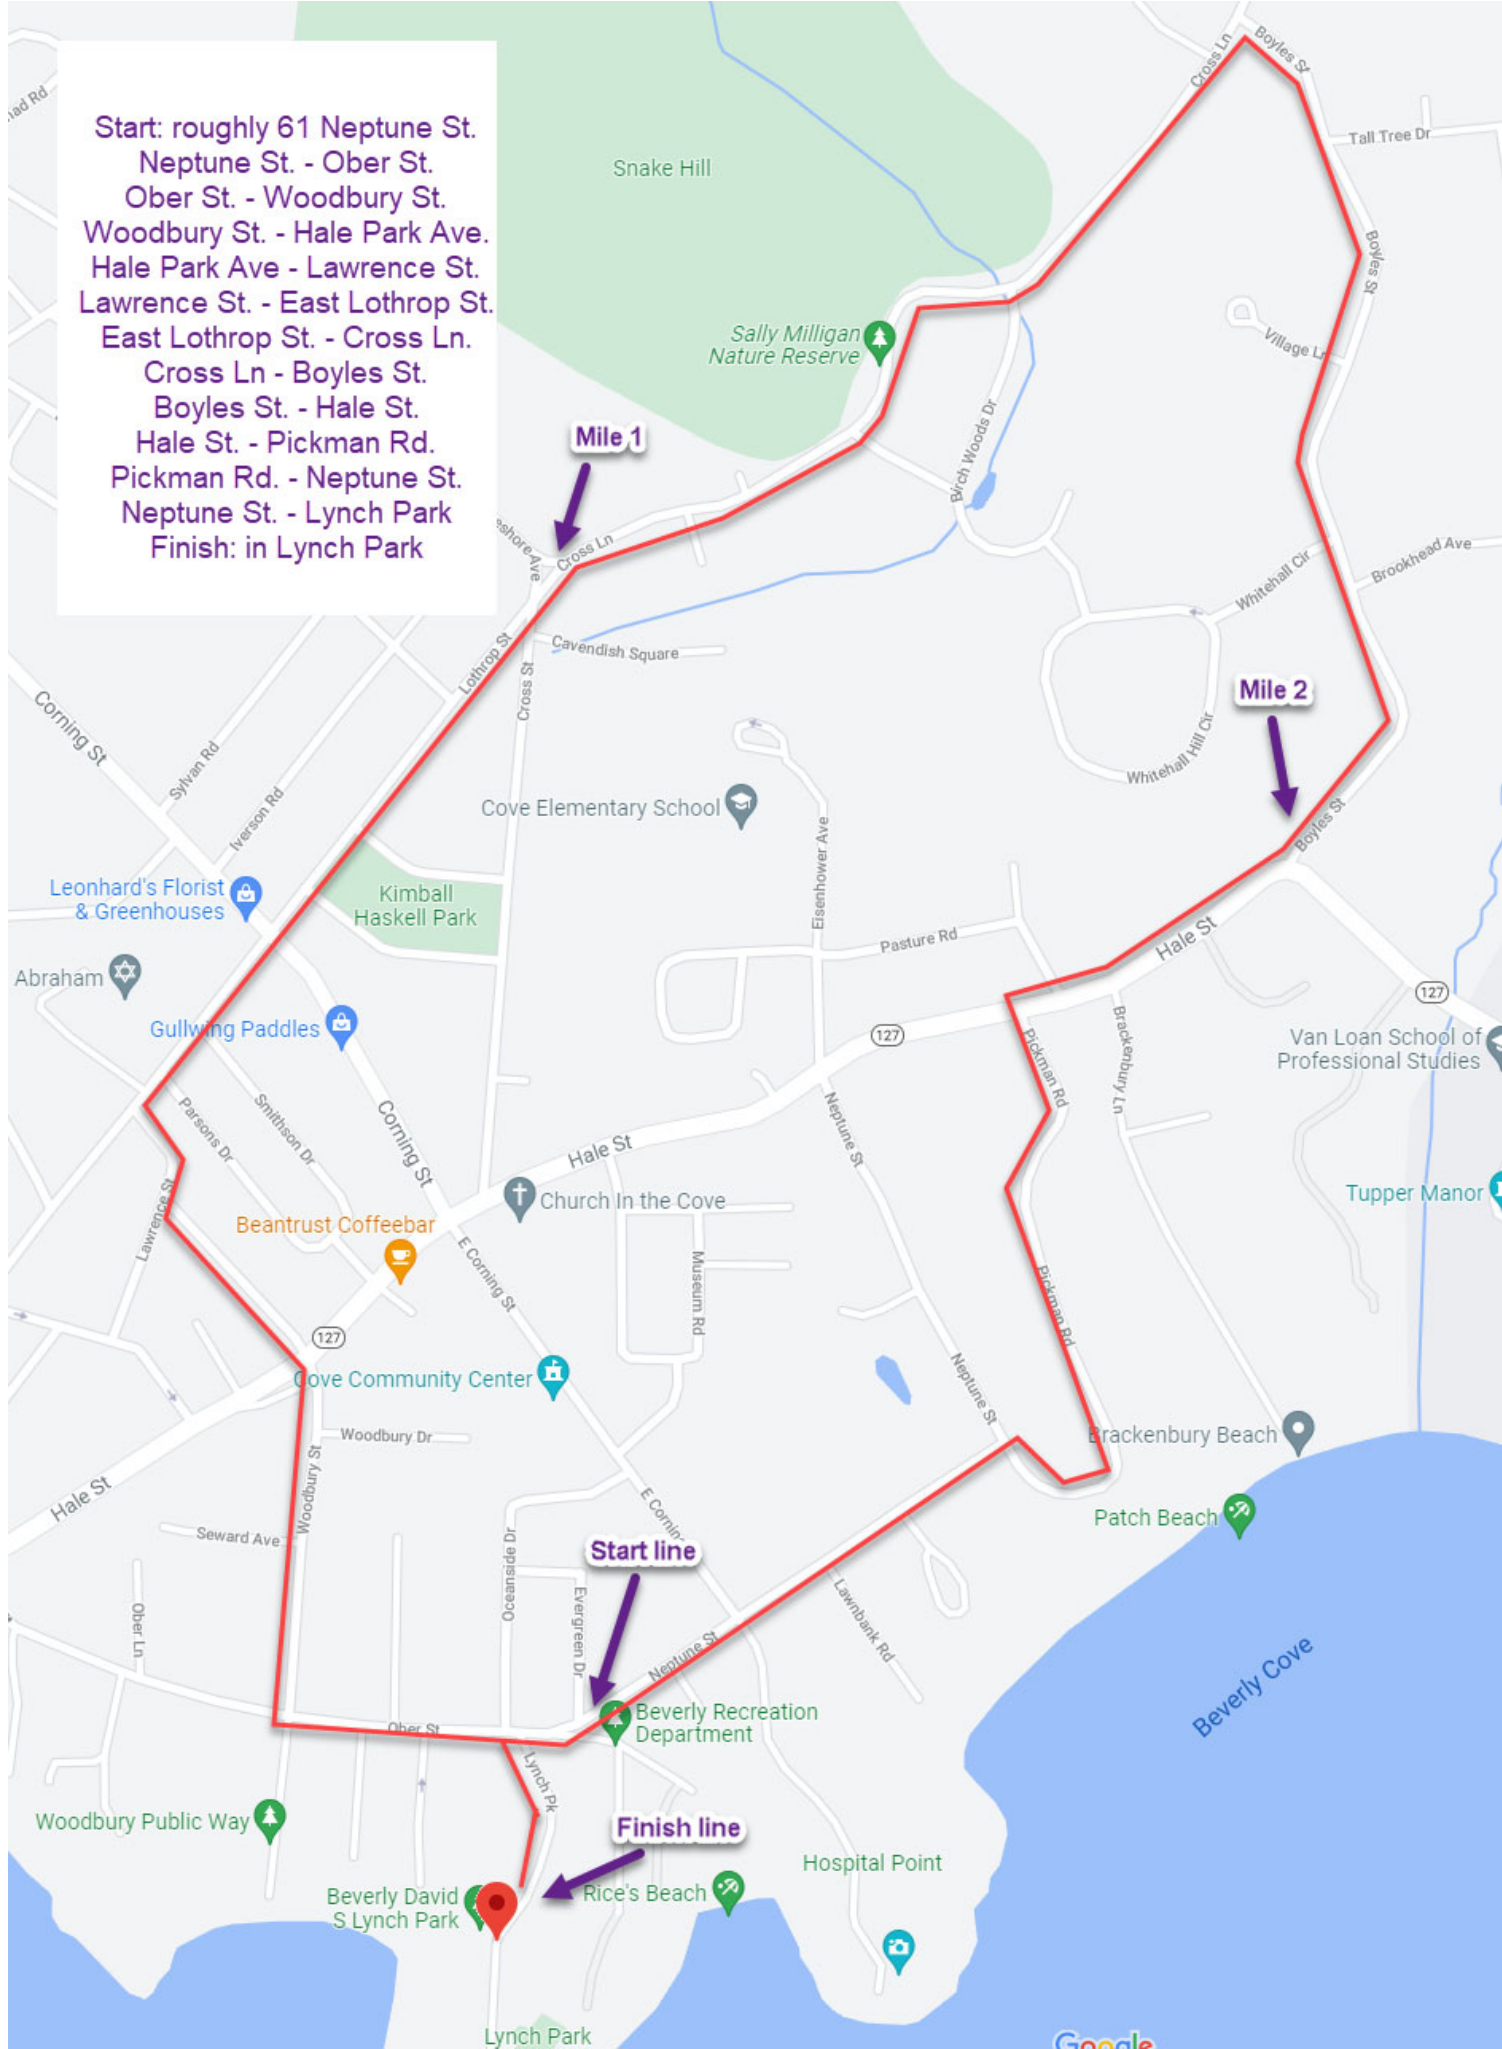 Start: roughly 61 Neptune St.
Neptune St. - Ober St.
Ober St. - Woodbury St.
Woodbury St. - Hale Park Ave.
Hale Park Ave - Lawrence St.
Lawrence St. - East Lothrop St.
East Lothrop St. - Cross Ln.
Cross Ln - Boyles St.
Boyles St. - Hale St.
Hale St. - Pickman Rd.
Pickman Rd. - Neptune St.
Neptune St. - Lynch Park
Finish: in Lynch Park
Cross Ln
Boyles St
Tall Tree Dr
Snake Hill
Boyles St
Sally Milligan
Nature Reserve
Village Ln
Mile 1
Birch Woods Dr
Cross Ln
Brookhead Ave
Whitehall Cir
Lothrop St
Cross St
Cavendish Square
Mile 2
Corning St
Sylvan Rd
Iverson Rd
Whitehall Hill Cir
Cove Elementary School
Boyles St
Eisenhower Ave
Leonhard's Florist
& Greenhouses
Kimball
Haskell Park
Pasture Rd
Hale St
Abraham
127
Gullwing Paddles
127
Pickman Rd
Brackenbury Ln
Van Loan School of
Professional Studies
Parsons Dr
Smithson Dr
Corning St
Neptune St
Hale St
Lawrence St
Church In the Cove
Tupper Manor
Beantrust Coffeebar
E Corning St
Museum Rd
Pickman Rd
127
Cove Community Center
Neptune St
Woodbury Dr
Brackenbury Beach
Hale St
Woodbury St
E Corning
Patch Beach
Seward Ave
Oceanside Dr
Start line
Evergreen Dr
Lawnbank Rd
Ober Ln
Neptune St
Beverly Cove
Ober St
Beverly Recreation
Department
Lynch Pk
Woodbury Public Way
Finish line
Hospital Point
Beverly David
S Lynch Park
Rice's Beach
Lynch Park
Google